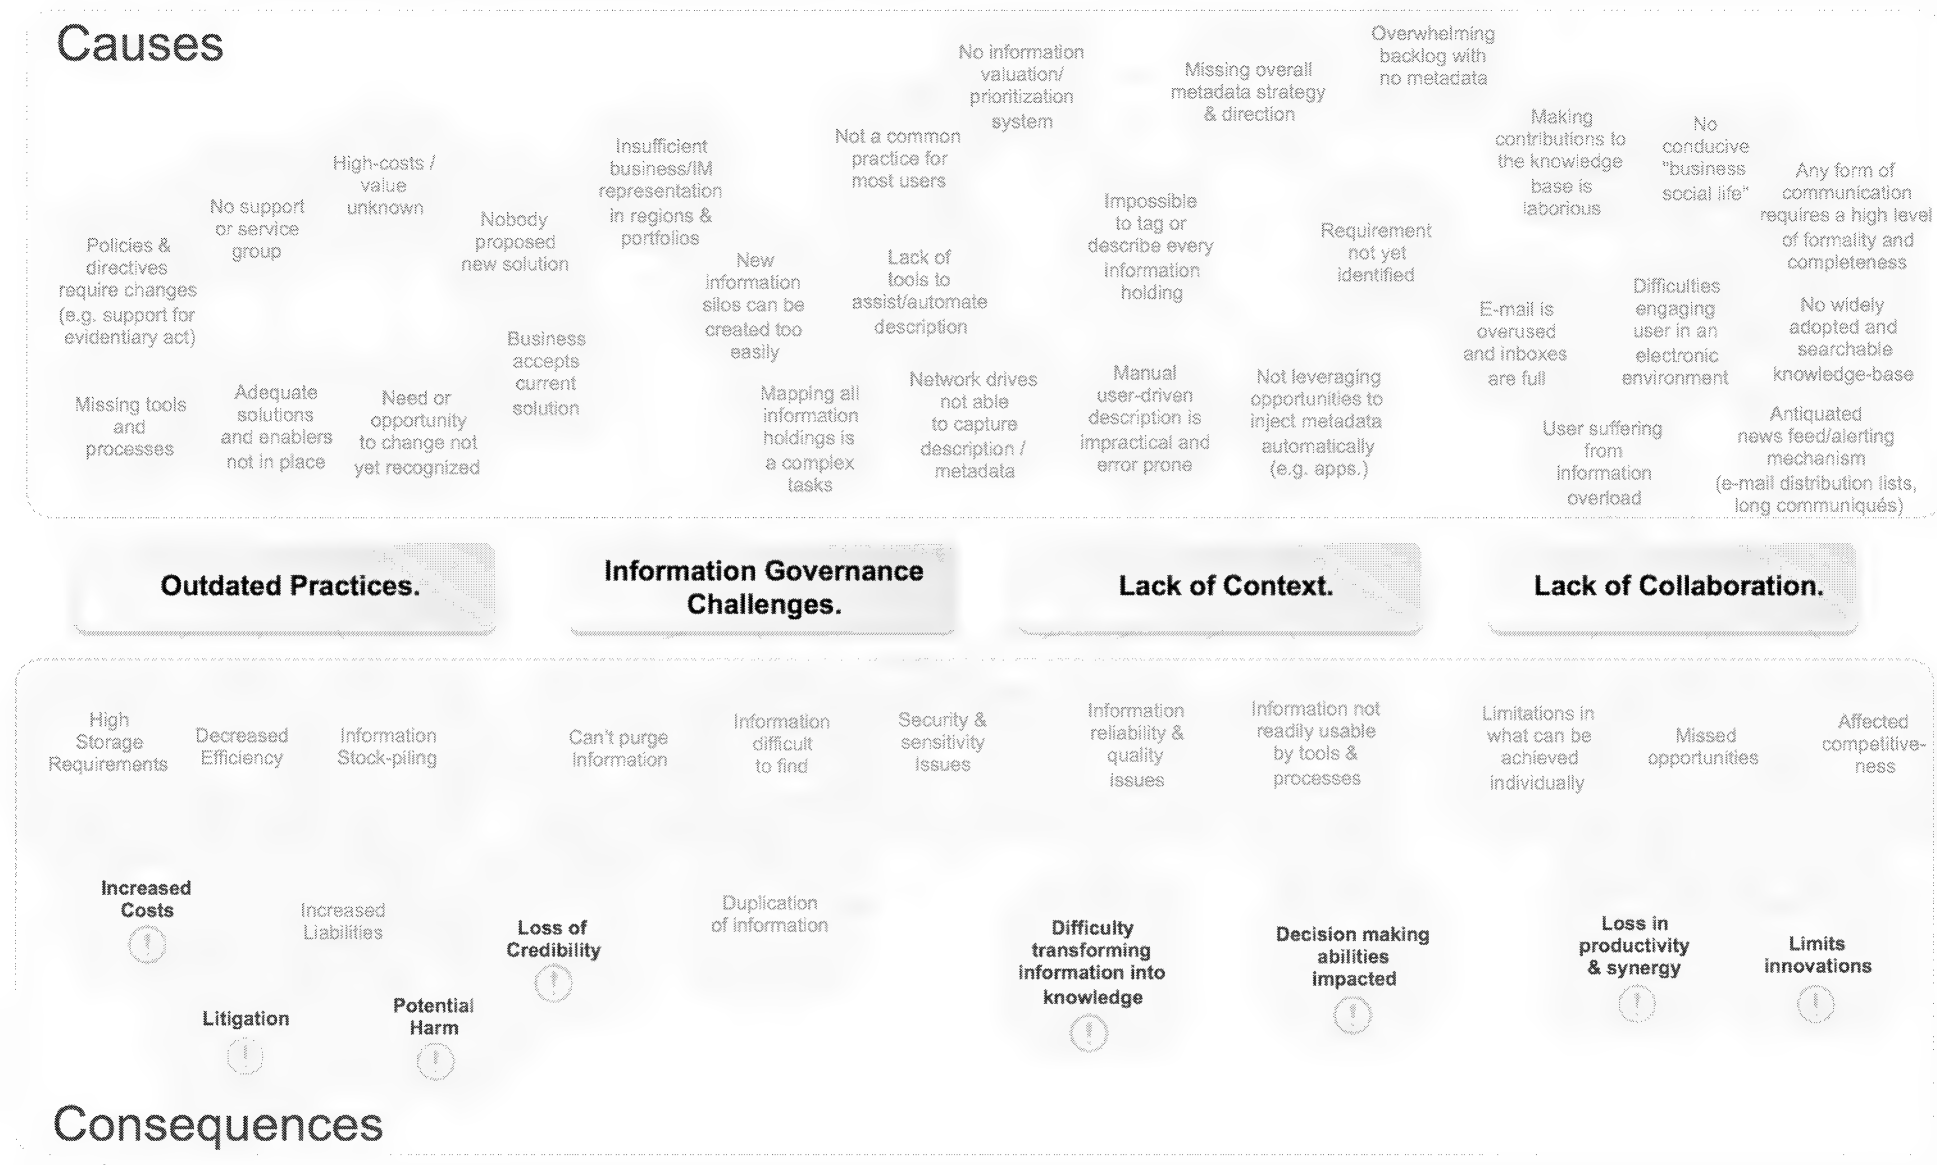 Causes
Overwhelming
backlog with
no metadata
No information
valuation/
prioritization
system
Missing overall
metadata strategy
& direction
Making
contributions to
the knowledge
base is
laborious
No
conducive
"business
social life"
Not a common
practice for
most users
Insufficient
business/IM
representation
in regions &
portfolios
High-costs /
value
unknown
Any form of
communication
requires a high level
of formality and
completeness
No support
or service
group
Nobody
proposed
new solution
Impossible
to tag or
describe every
information
holding
Requirement
not yet
identified
Policies &
directives
require changes
(e.g. support for
evidentiary act)
New
information
silos can be
created too
easily
Lack of
tools to
assist/automate
description
E-mail is
overused
and inboxes
are full
Difficulties
engaging
user in an
electronic
environment
No widely
adopted and
searchable
knowledge-base
Business
accepts
current
solution
Missing tools
and
processes
Adequate
solutions
and enablers
not in place
Need or
opportunity
to change not
yet recognized
Mapping all
information
holdings is
a complex
tasks
Network drives
not able
to capture
description /
metadata
Manual
user-driven
description is
impractical and
error prone
Not leveraging
opportunities to
inject metadata
automatically
(e.g. apps.)
User suffering
from
information
overload
Antiquated
news feed/alerting
mechanism
(e-mail distribution lists,
long communiqués)
Outdated Practices.
Information Governance
Challenges.
Lack of Context.
Lack of Collaboration.
High
Storage
Requirements
Decreased
Efficiency
Information
Stock-piling
Can't purge
Information
Information
difficult
to find
Security &
sensitivity
Issues
Information
reliability &
quality
issues
Information not
readily usable
by tools &
processes
Limitations in
what can be
achieved
individually
Missed
opportunities
Affected
competitive-
ness
Increased
Costs
Increased
Liabilities
Loss of
Credibility
Duplication
of information
Difficulty
transforming
information into
knowledge
Decision making
abilities
impacted
Loss in
productivity
& synergy
Limits
innovations
Litigation
Potential
Harm
Consequences